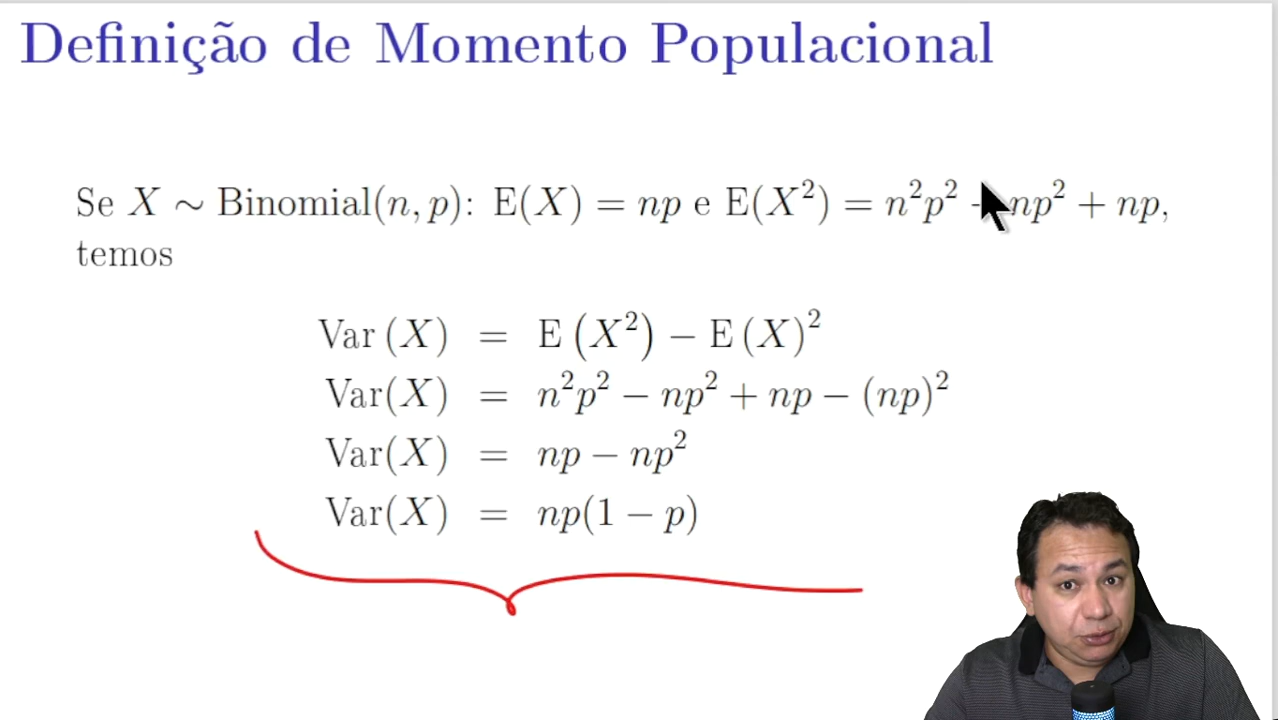 Definição de Momento Populacional
Se X ∼ Binomial(n, p): E(X) = np e E(X²) = n²p² - np² + np,
temos
Var (X) = E (X²) − E (X)²
Var(X) = n²p² − np² + np − (np)²
Var(X) = np − np²
Var(X) = np(1 − p)